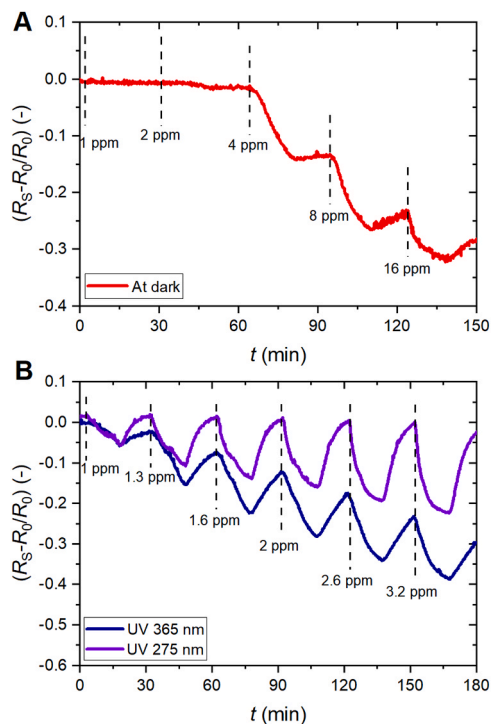 A
0.1
0.0
-0.1
-0.2
-0.3
-0.4
(RS-R0/R0) (-)
1 ppm
2 ppm
4 ppm
8 ppm
16 ppm
At dark
0 30 60 90 120 150
t (min)
B
0.1
0.0
-0.1
-0.2
-0.3
-0.4
-0.5
-0.6
(RS-R0/R0) (-)
1 ppm
1.3 ppm
1.6 ppm
2 ppm
2.6 ppm
3.2 ppm
UV 365 nm
UV 275 nm
0 30 60 90 120 150 180
t (min)